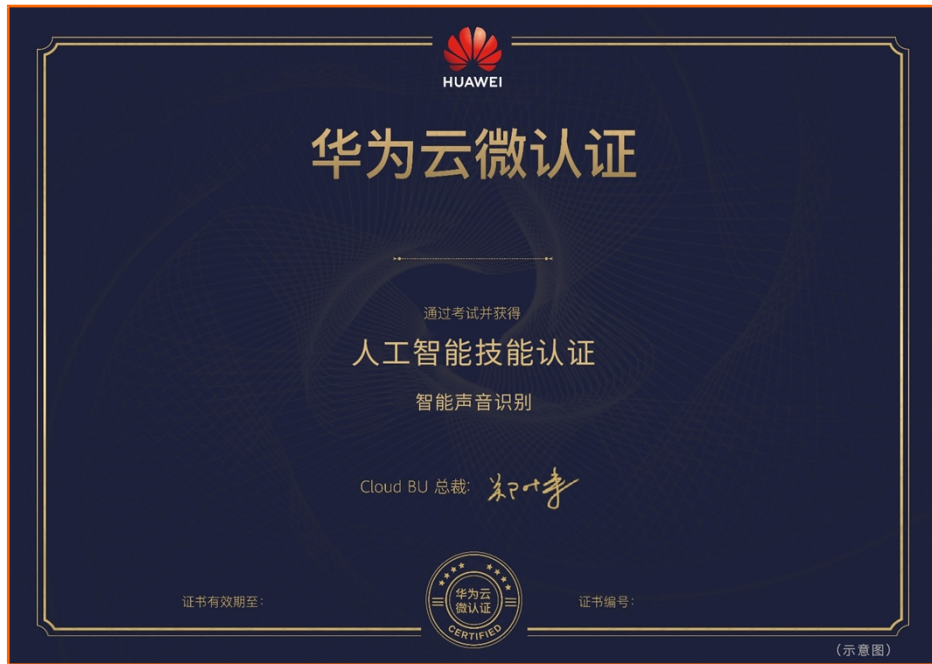 HUAWEI
华为云微认证
通过考试并获得
人工智能技能认证
智能声音识别
Cloud BU 总裁:
证书有效期至:
华为云
微认证
CERTIFIED
证书编号:
(示意图)